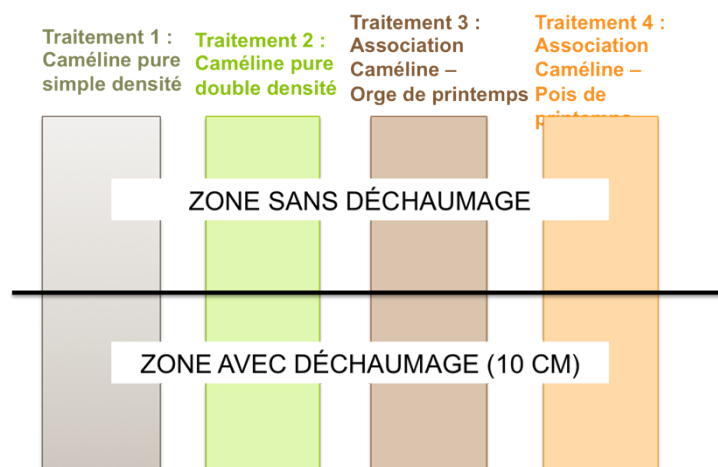 Traitement 1 :
Caméline pure
simple densité
Traitement 2 :
Caméline pure
double densité
Traitement 3 :
Association
Caméline –
Orge de printemps
Traitement 4 :
Association
Caméline –
Pois de
printemps
ZONE SANS DÉCHAUMAGE
ZONE AVEC DÉCHAUMAGE (10 CM)